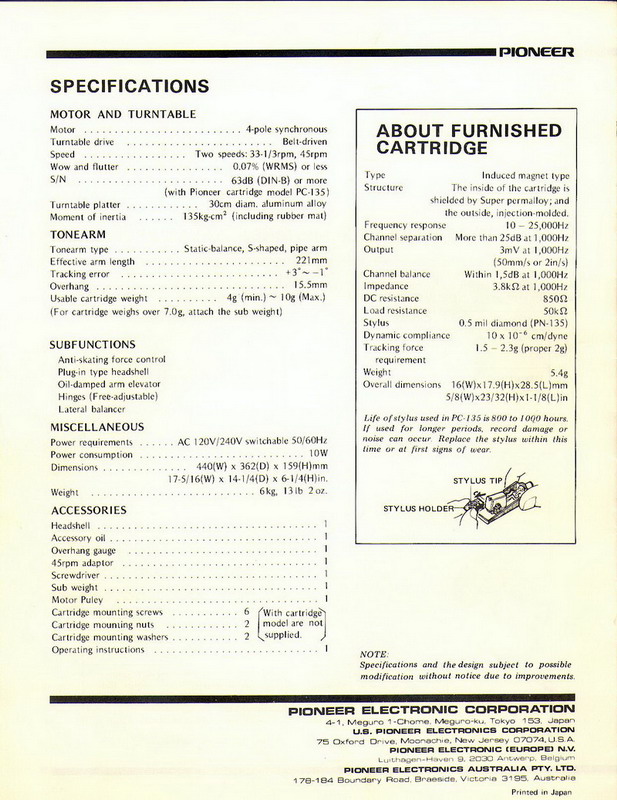 PIONEER
SPECIFICATIONS
MOTOR AND TURNTABLE
Motor . . . . . . . . . . . . . . . . . . . . . . . . . . 4-pole synchronous
Turntable drive . . . . . . . . . . . . . . . . . . . . . . . . Belt-driven
Speed . . . . . . . . . . . . . . . . . Two speeds: 33-1/3rpm, 45rpm
Wow and flutter . . . . . . . . . . . . . . . . . 0.07% (WRMS) or less
S/N . . . . . . . . . . . . . . . . . . . . . . . . 63dB (DIN-B) or more
(with Pioneer cartridge model PC-135)
Turntable platter . . . . . . . . . . . . 30cm diam. aluminum alloy
Moment of inertia . . . . . . 135kg-cm² (including rubber mat)
TONEARM
Tonearm type . . . . . . . . . . . Static-balance, S-shaped, pipe arm
Effective arm length . . . . . . . . . . . . . . . . . . . . . . . . 221mm
Tracking error . . . . . . . . . . . . . . . . . . . . . . . . . +3°~ −1°
Overhang . . . . . . . . . . . . . . . . . . . . . . . . . . . . . . 15.5mm
Usable cartridge weight . . . . . . . . . . 4g (min.) ~ 10g (Max.)
(For cartridge weighs over 7.0g, attach the sub weight)
SUBFUNCTIONS
Anti-skating force control
Plug-in type headshell
Oil-damped arm elevator
Hinges (Free-adjustable)
Lateral balancer
MISCELLANEOUS
Power requirements . . . . . . AC 120V/240V switchable 50/60Hz
Power consumption . . . . . . . . . . . . . . . . . . . . . . . . . . 10W
Dimensions . . . . . . . . . . . . . . . . 440(W) x 362(D) x 159(H)mm
17-5/16(W) x 14-1/4(D) x 6-1/4(H)in.
Weight . . . . . . . . . . . . . . . . . . . . . . . . . . 6kg, 13 lb 2 oz.
ACCESSORIES
Headshell . . . . . . . . . . . . . . . . . . . . . . . . . . . . . . . . 1
Accessory oil . . . . . . . . . . . . . . . . . . . . . . . . . . . . . 1
Overhang gauge . . . . . . . . . . . . . . . . . . . . . . . . . . . 1
45rpm adaptor . . . . . . . . . . . . . . . . . . . . . . . . . . . . 1
Screwdriver . . . . . . . . . . . . . . . . . . . . . . . . . . . . . . 1
Sub weight . . . . . . . . . . . . . . . . . . . . . . . . . . . . . . . 1
Motor Puley . . . . . . . . . . . . . . . . . . . . . . . . . . . . . . 1
Cartridge mounting screws . . . . . . . . . . . . 6 (With cartridge
Cartridge mounting nuts . . . . . . . . . . . . . 2 model are not
Cartridge mounting washers . . . . . . . . . . . 2 supplied. )
Operating instructions . . . . . . . . . . . . . . . . . . . . . . . 1
ABOUT FURNISHED
CARTRIDGE
Type Induced magnet type
Structure The inside of the cartridge is
shielded by Super permalloy; and
the outside, injection-molded.
Frequency response 10 − 25,000Hz
Channel separation More than 25dB at 1,000Hz
Output 3mV at 1,000Hz
(50mm/s or 2in/s)
Channel balance Within 1,5dB at 1,000Hz
Impedance 3.8kΩ at 1,000Hz
DC resistance 850Ω
Load resistance 50kΩ
Stylus 0.5 mil diamond (PN-135)
Dynamic compliance 10 x 10⁻⁶ cm/dyne
Tracking force 1.5 − 2.3g (proper 2g)
requirement
Weight 5.4g
Overall dimensions 16(W)x17.9(H)x28.5(L)mm
5/8(W)x23/32(H)x1-1/8(L)in
Life of stylus used in PC-135 is 800 to 1000 hours.
If used for longer periods, record damage or
noise can occur. Replace the stylus within this
time or at first signs of wear.
STYLUS TIP
STYLUS HOLDER
NOTE:
Specifications and the design subject to possible
modification without notice due to improvements.
PIONEER ELECTRONIC CORPORATION
4-1, Meguro 1-Chome, Meguro-ku, Tokyo 153, Japan
U.S. PIONEER ELECTRONICS CORPORATION
75 Oxford Drive, Moonachie, New Jersey 07074, U.S.A.
PIONEER ELECTRONIC (EUROPE) N.V.
Luithagen-Haven 9, 2030 Antwerp, Belgium
PIONEER ELECTRONICS AUSTRALIA PTY. LTD.
178-184 Boundary Road, Braeside, Victoria 3195, Australia
Printed in Japan